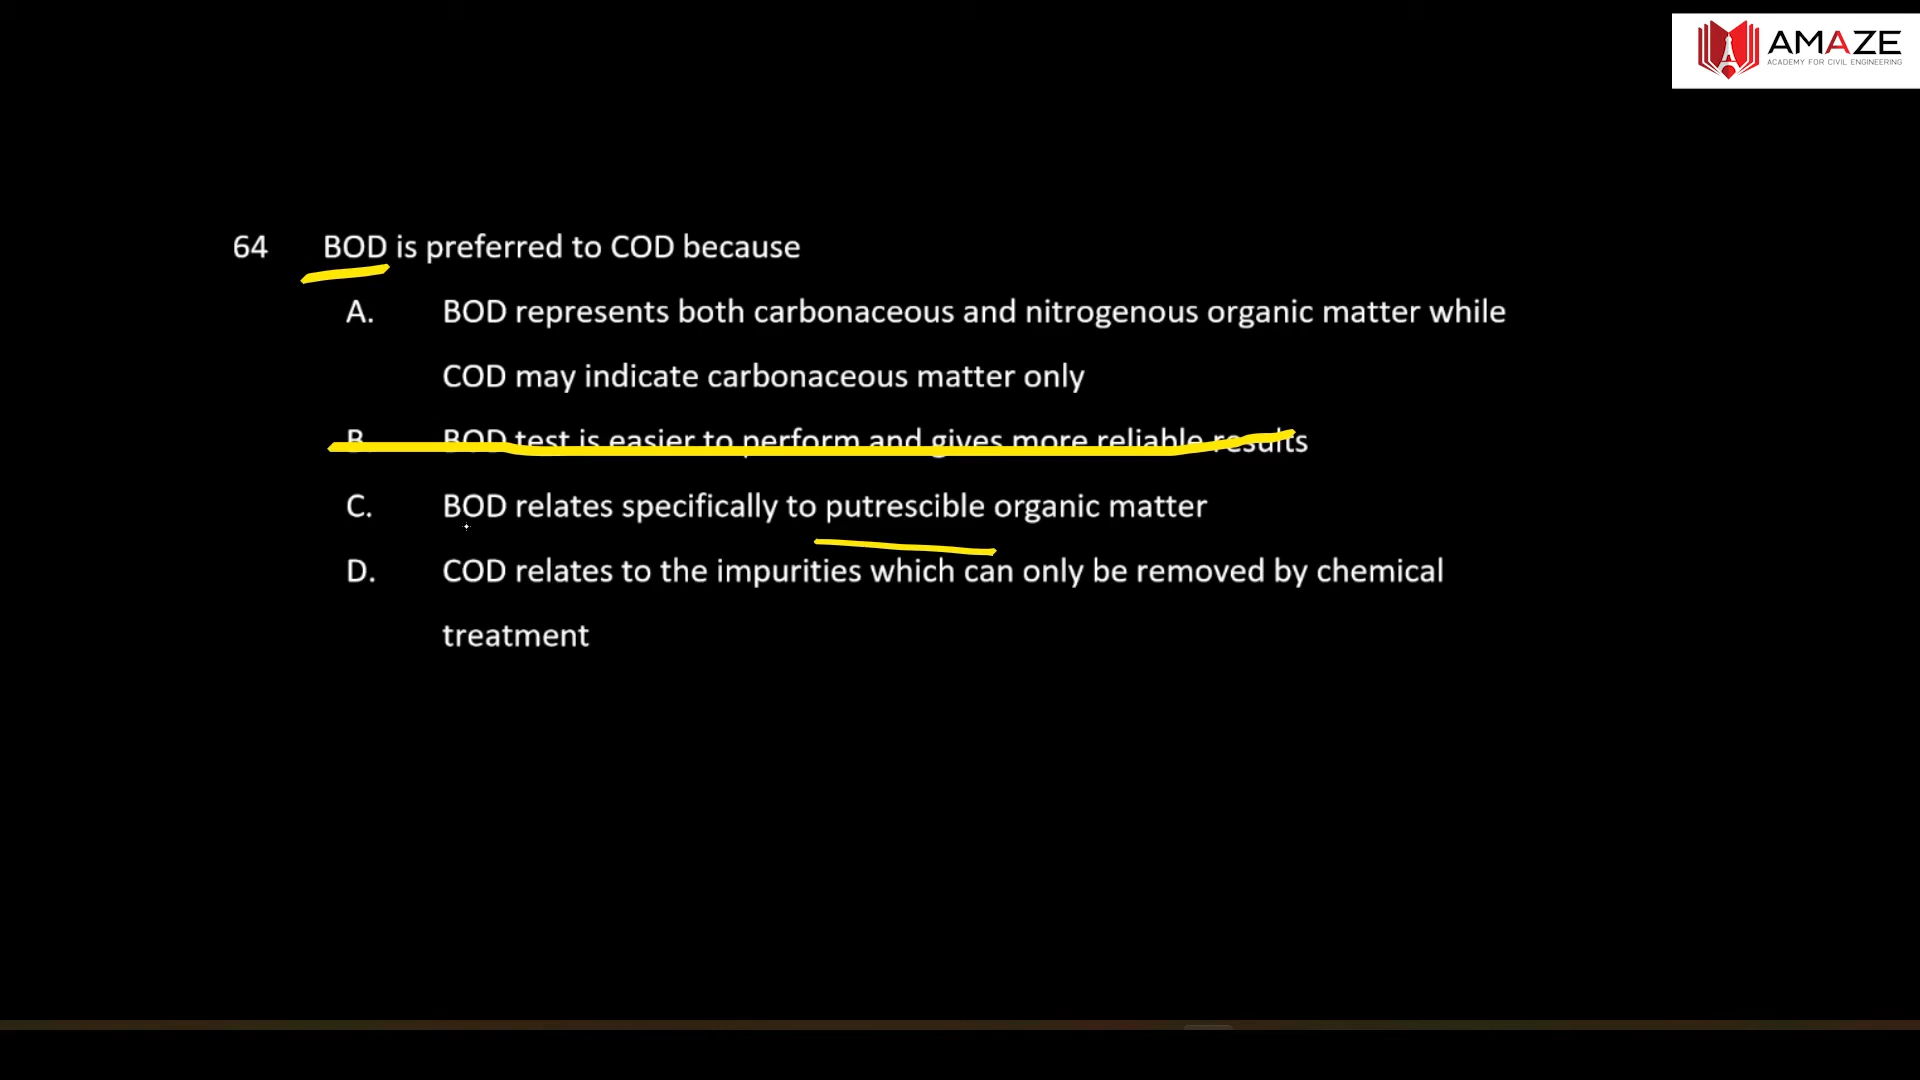 AMAZE
ACADEMY FOR CIVIL ENGINEERING
64 BOD is preferred to COD because
A. BOD represents both carbonaceous and nitrogenous organic matter while
COD may indicate carbonaceous matter only
B. BOD test is easier to perform and gives more reliable results
C. BOD relates specifically to putrescible organic matter
D. COD relates to the impurities which can only be removed by chemical
treatment